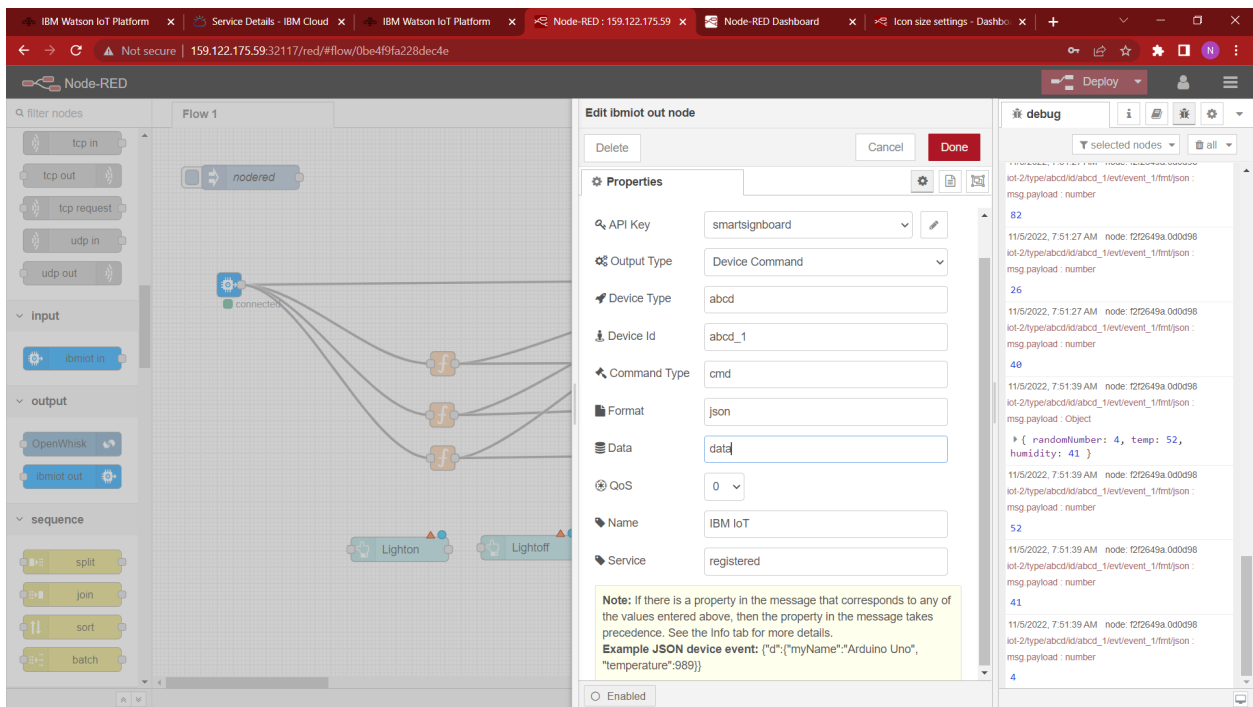 IBM Watson IoT Platform
Service Details - IBM Cloud
IBM Watson IoT Platform
Node-RED : 159.122.175.59
Node-RED Dashboard
Icon size settings - Dashbo
Not secure
159.122.175.59:32117/red/#flow/0be4f9fa228dec4e
N
Node-RED
Deploy
filter nodes
tcp in
tcp out
tcp request
udp in
udp out
input
ibmiot in
output
OpenWhisk
ibmiot out
sequence
split
join
sort
batch
Flow 1
nodered
connected
f
f
f
Lighton
Lightoff
Edit ibmiot out node
Delete
Cancel
Done
Properties
API Key
smartsignboard
Output Type
Device Command
Device Type
abcd
Device Id
abcd_1
Command Type
cmd
Format
json
Data
data
QoS
0
Name
IBM IoT
Service
registered
Note: If there is a property in the message that corresponds to any of
the values entered above, then the property in the message takes
precedence. See the Info tab for more details.
Example JSON device event: {"d":{"myName":"Arduino Uno",
"temperature":989}}
Enabled
debug
i
selected nodes
all
iot-2/type/abcd/id/abcd_1/evt/event_1/fmt/json :
msg.payload : number
82
11/5/2022, 7:51:27 AM node: f2f2649a.0d0d98
iot-2/type/abcd/id/abcd_1/evt/event_1/fmt/json :
msg.payload : number
26
11/5/2022, 7:51:27 AM node: f2f2649a.0d0d98
iot-2/type/abcd/id/abcd_1/evt/event_1/fmt/json :
msg.payload : number
40
11/5/2022, 7:51:39 AM node: f2f2649a.0d0d98
iot-2/type/abcd/id/abcd_1/evt/event_1/fmt/json :
msg.payload : Object
{ randomNumber: 4, temp: 52,
humidity: 41 }
11/5/2022, 7:51:39 AM node: f2f2649a.0d0d98
iot-2/type/abcd/id/abcd_1/evt/event_1/fmt/json :
msg.payload : number
52
11/5/2022, 7:51:39 AM node: f2f2649a.0d0d98
iot-2/type/abcd/id/abcd_1/evt/event_1/fmt/json :
msg.payload : number
41
11/5/2022, 7:51:39 AM node: f2f2649a.0d0d98
iot-2/type/abcd/id/abcd_1/evt/event_1/fmt/json :
msg.payload : number
4